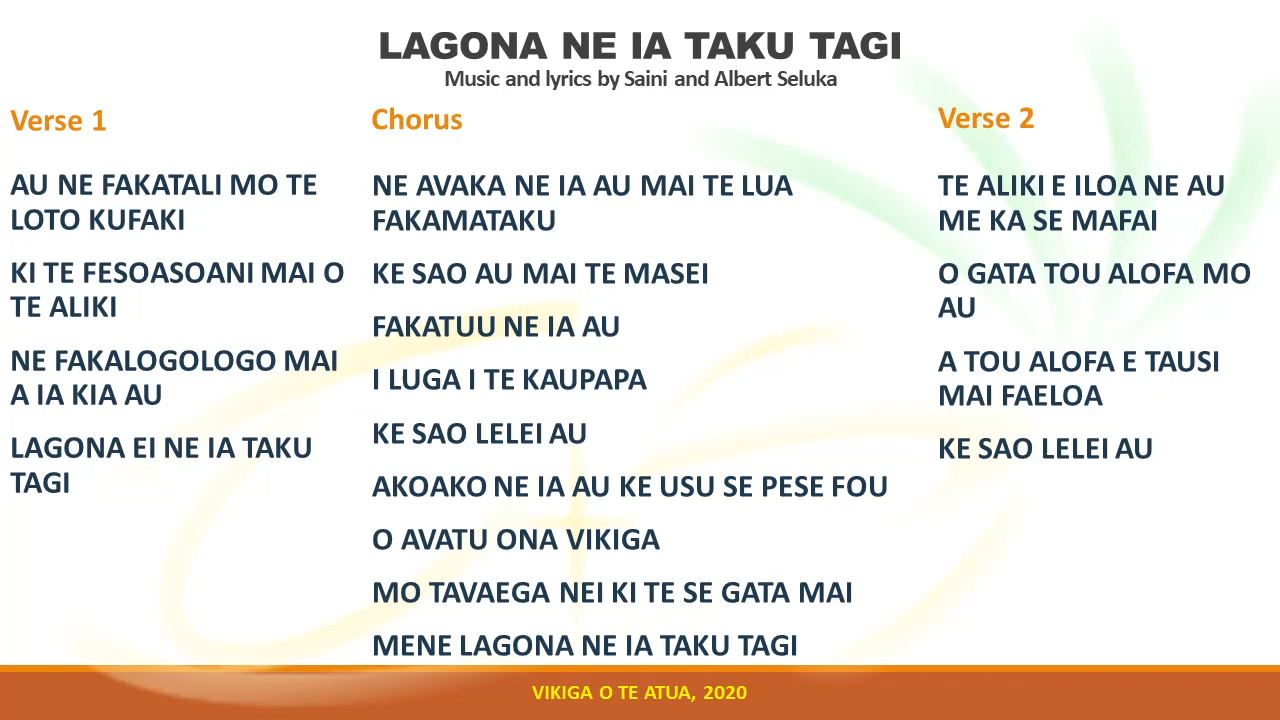 LAGONA NE IA TAKU TAGI
Music and lyrics by Saini and Albert Seluka
Verse 1
AU NE FAKATALI MO TE
LOTO KUFAKI
KI TE FESOASOANI MAI O
TE ALIKI
NE FAKALOGOLOGO MAI
A IA KIA AU
LAGONA EI NE IA TAKU
TAGI
Chorus
NE AVAKA NE IA AU MAI TE LUA
FAKAMATAKU
KE SAO AU MAI TE MASEI
FAKATUU NE IA AU
I LUGA I TE KAUPAPA
KE SAO LELEI AU
AKOAKO NE IA AU KE USU SE PESE FOU
O AVATU ONA VIKIGA
MO TAVAEGA NEI KI TE SE GATA MAI
MENE LAGONA NE IA TAKU TAGI
Verse 2
TE ALIKI E ILOA NE AU
ME KA SE MAFAI
O GATA TOU ALOFA MO
AU
A TOU ALOFA E TAUSI
MAI FAELOA
KE SAO LELEI AU
VIKIGA O TE ATUA, 2020